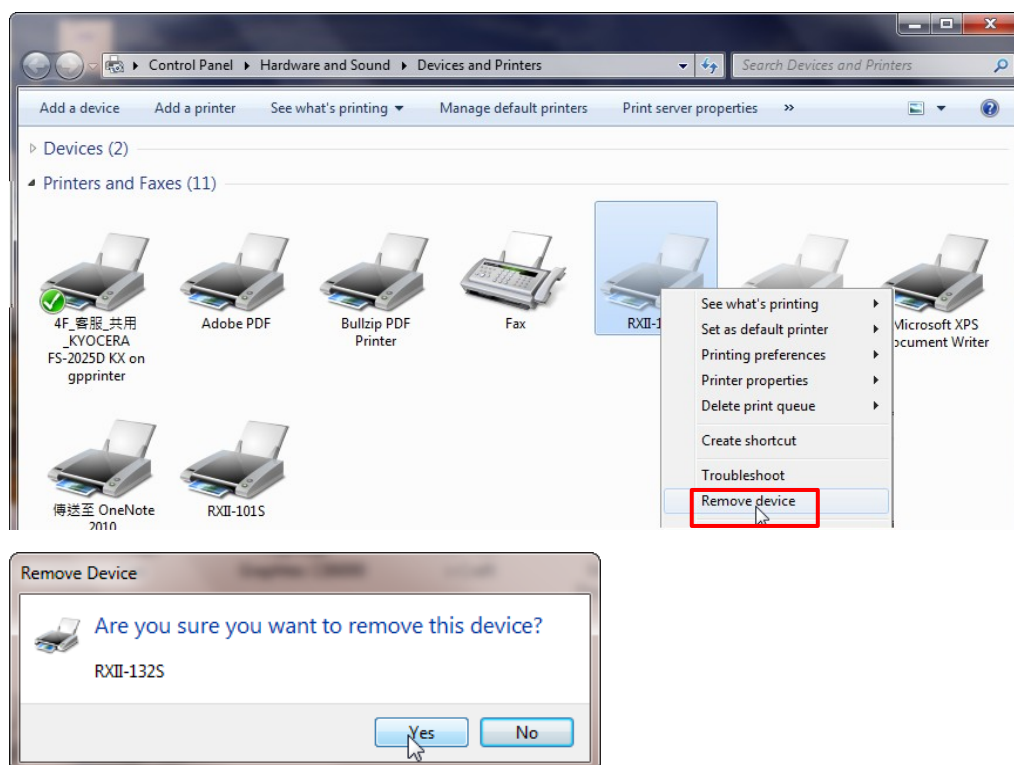 Control Panel ▸ Hardware and Sound ▸ Devices and Printers
Search Devices and Printers
Add a device Add a printer See what's printing Manage default printers Print server properties »
Devices (2)
Printers and Faxes (11)
4F_客服_共用
_KYOCERA
FS-2025D KX on
gpprinter
Adobe PDF
Bullzip PDF
Printer
Fax
RXII-1
Microsoft XPS
ocument Writer
See what's printing
Set as default printer
Printing preferences
Printer properties
Delete print queue
Create shortcut
Troubleshoot
Remove device
傳送至 OneNote
2010
RXII-101S
Remove Device
Are you sure you want to remove this device?
RXII-132S
Yes No